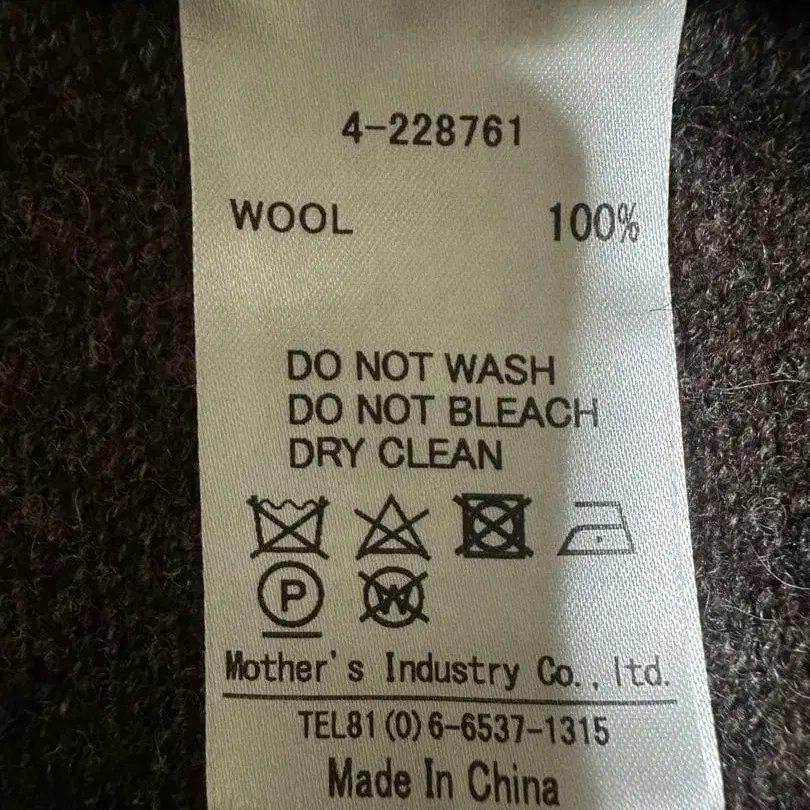 4-228761
WOOL 100%
DO NOT WASH
DO NOT BLEACH
DRY CLEAN
P W
Mother's Industry Co.,ltd.
TEL81(0)6-6537-1315
Made In China